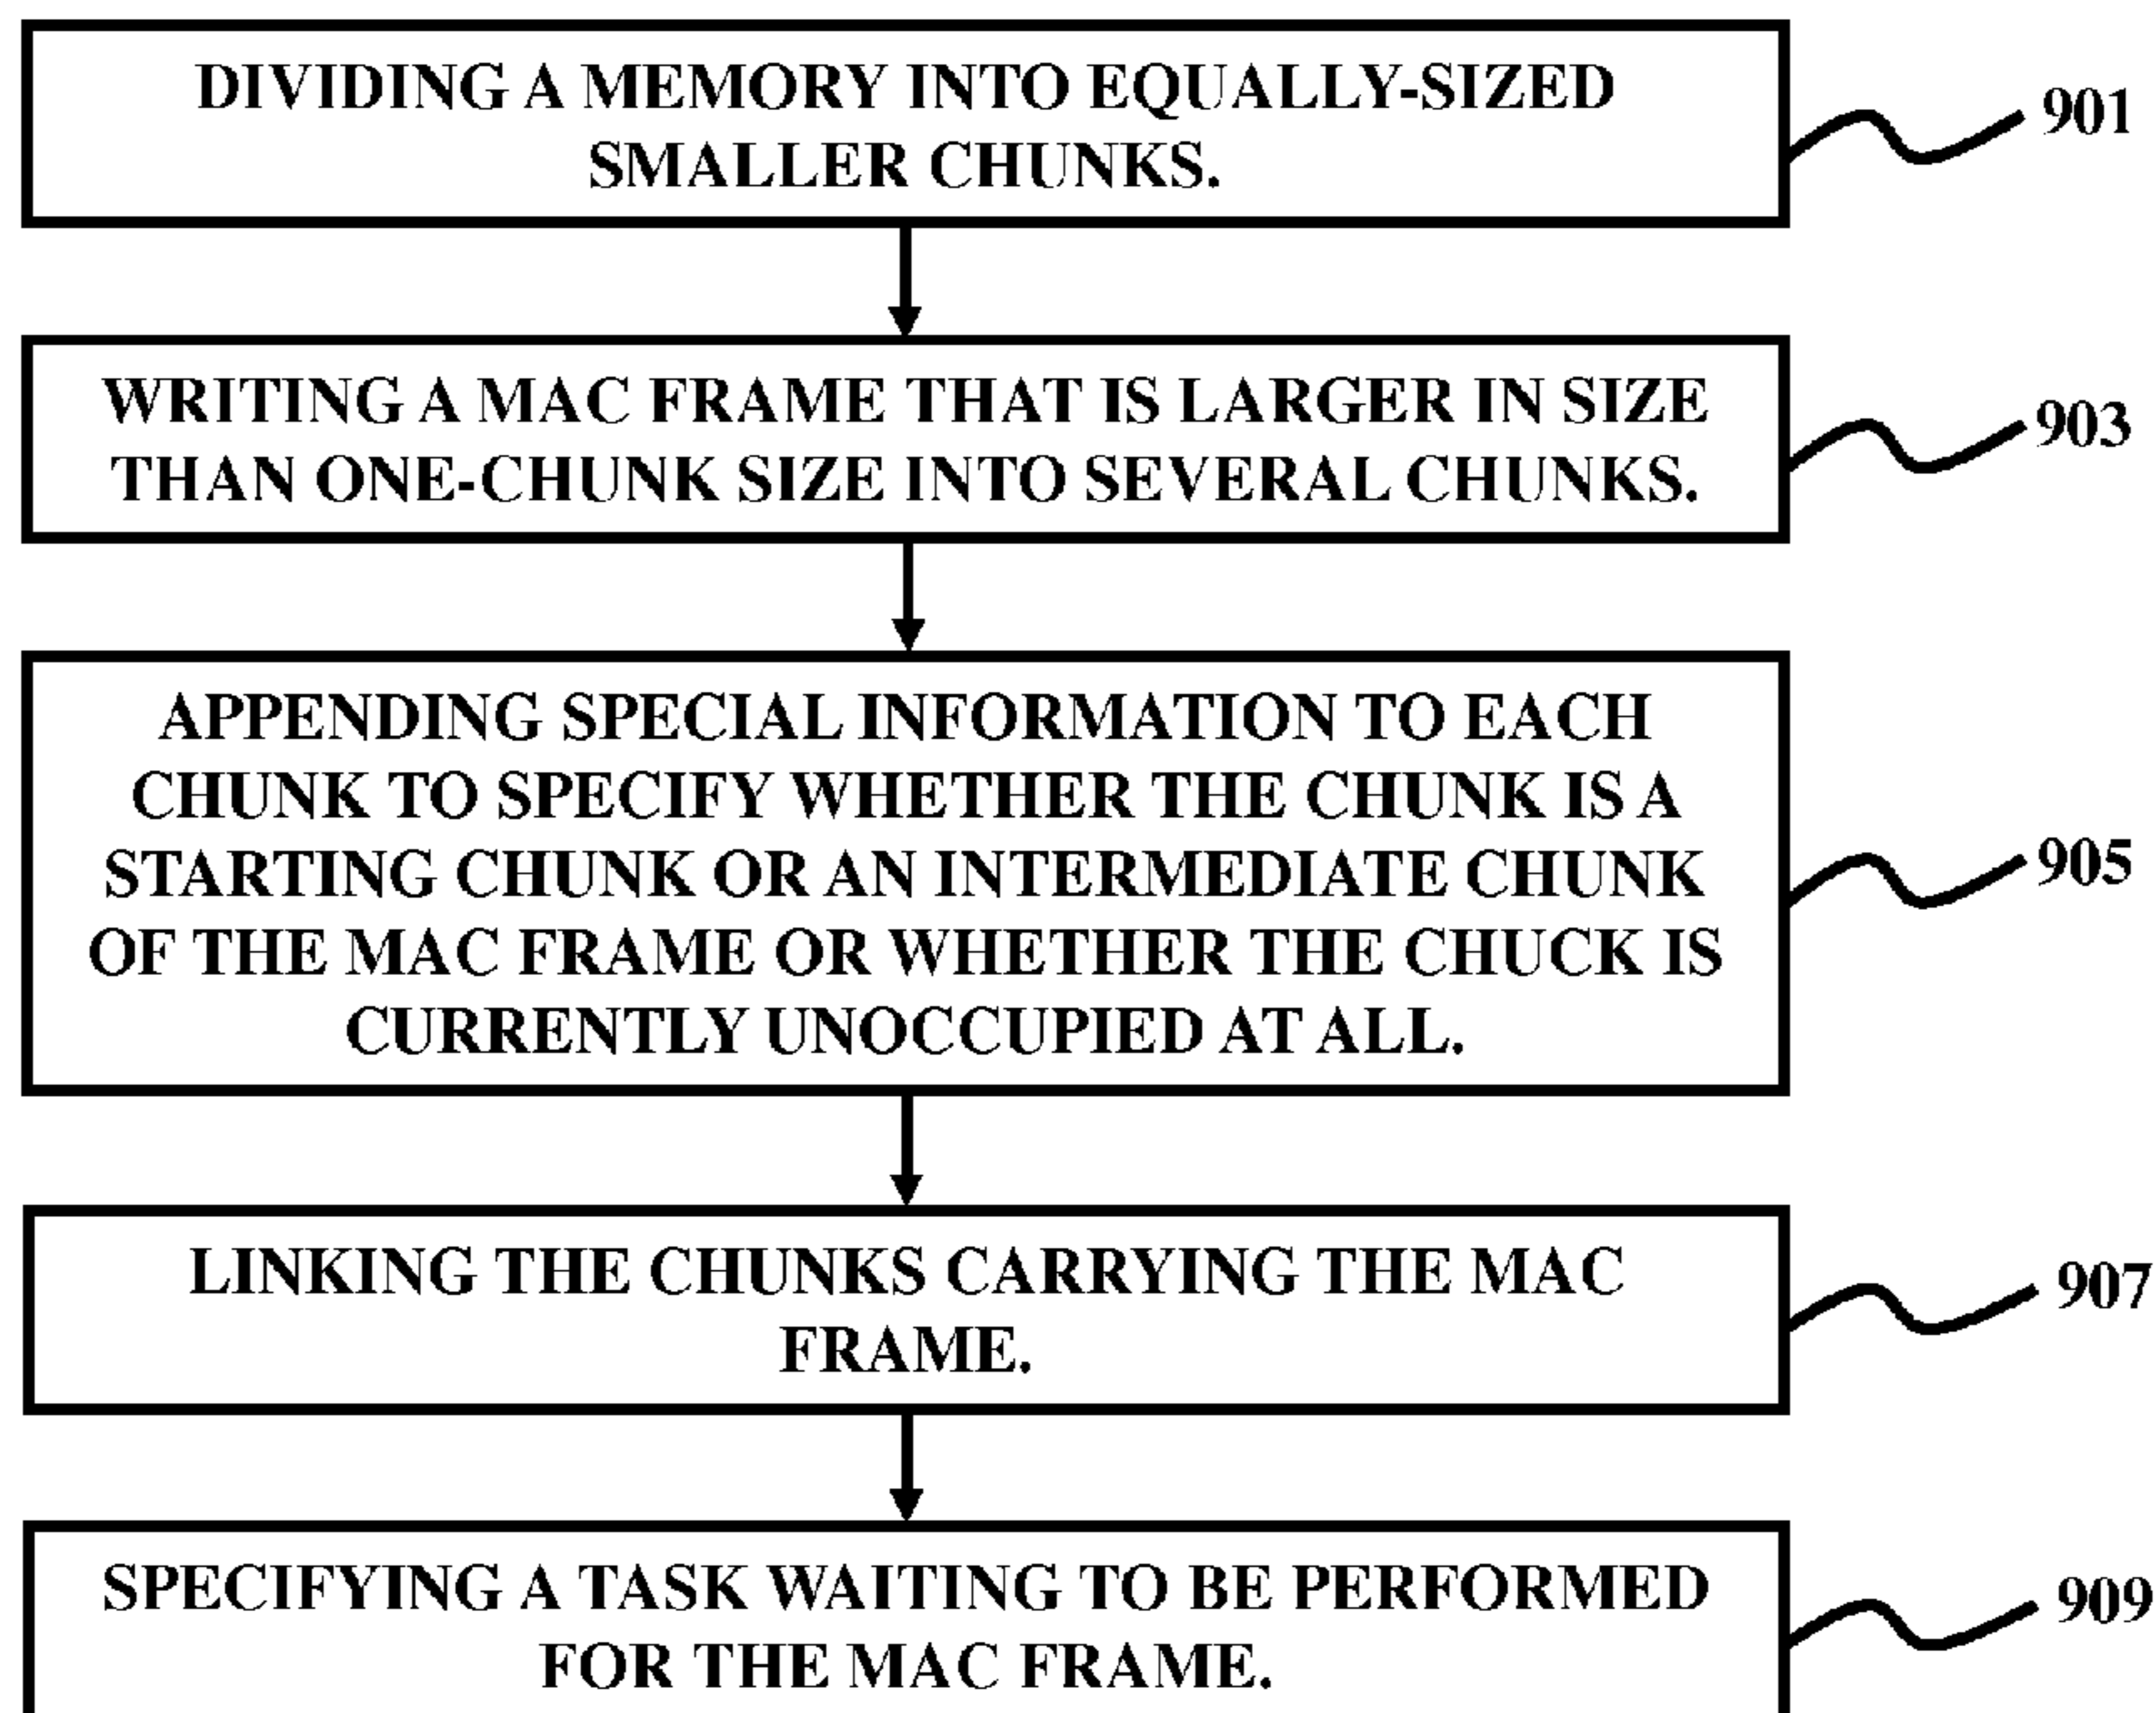 DIVIDING A MEMORY INTO EQUALLY-SIZED
SMALLER CHUNKS.
901
WRITING A MAC FRAME THAT IS LARGER IN SIZE
THAN ONE-CHUNK SIZE INTO SEVERAL CHUNKS.
903
APPENDING SPECIAL INFORMATION TO EACH
CHUNK TO SPECIFY WHETHER THE CHUNK IS A
STARTING CHUNK OR AN INTERMEDIATE CHUNK
OF THE MAC FRAME OR WHETHER THE CHUCK IS
CURRENTLY UNOCCUPIED AT ALL.
905
LINKING THE CHUNKS CARRYING THE MAC
FRAME.
907
SPECIFYING A TASK WAITING TO BE PERFORMED
FOR THE MAC FRAME.
909